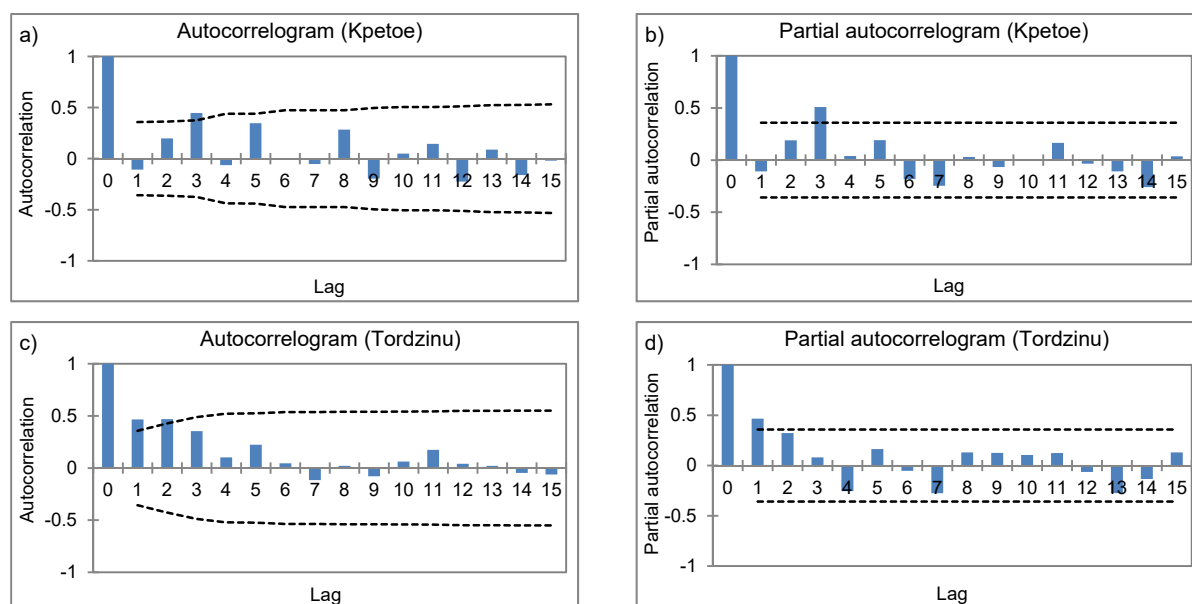 a)
Autocorrelogram (Kpetoe)
Autocorrelation
1
0.5
0
-0.5
-1
0 1 2 3 4 5 6 7 8 9 10 11 12 13 14 15
Lag
b)
Partial autocorrelogram (Kpetoe)
Partial autocorrelation
1
0.5
0
-0.5
-1
0 1 2 3 4 5 6 7 8 9 10 11 12 13 14 15
Lag
c)
Autocorrelogram (Tordzinu)
Autocorrelation
1
0.5
0
-0.5
-1
0 1 2 3 4 5 6 7 8 9 10 11 12 13 14 15
Lag
d)
Partial autocorrelogram (Tordzinu)
Partial autocorrelation
1
0.5
0
-0.5
-1
0 1 2 3 4 5 6 7 8 9 10 11 12 13 14 15
Lag